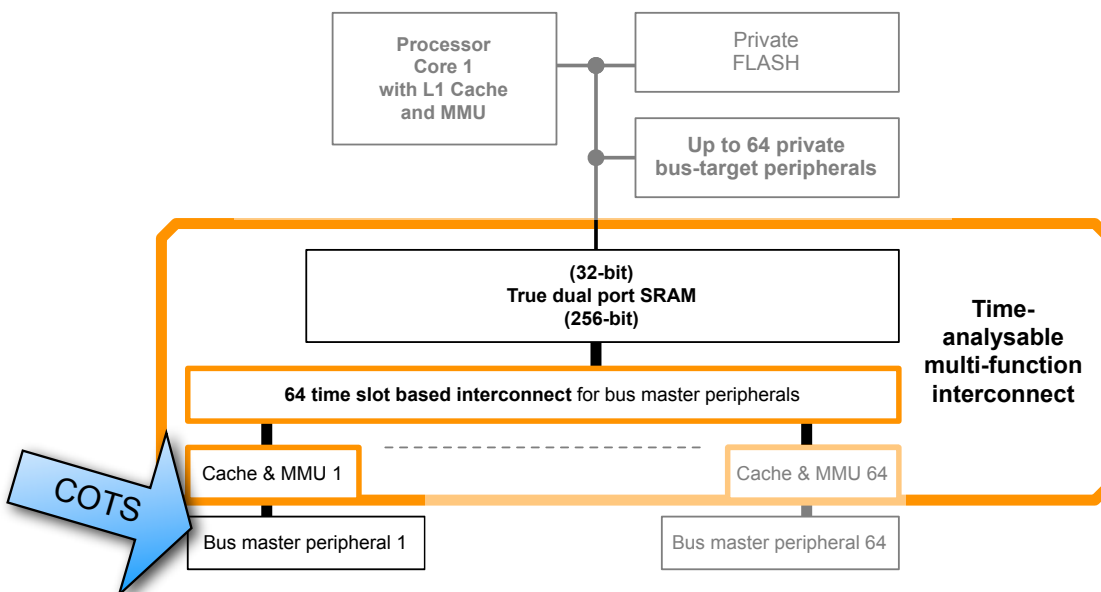 Processor
Core 1
with L1 Cache
and MMU
Private
FLASH
Up to 64 private
bus-target peripherals
(32-bit)
True dual port SRAM
(256-bit)
Time-
analysable
multi-function
interconnect
64 time slot based interconnect for bus master peripherals
Cache & MMU 1
Cache & MMU 64
COTS
Bus master peripheral 1
Bus master peripheral 64